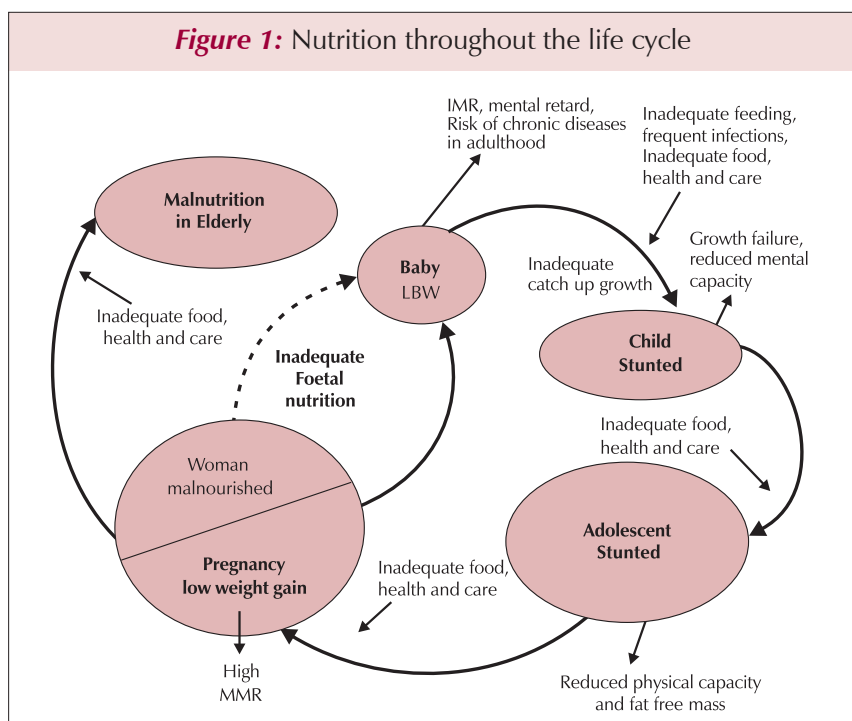 Figure 1: Nutrition throughout the life cycle
IMR, mental retard,
Risk of chronic diseases
in adulthood
Inadequate feeding,
frequent infections,
Inadequate food,
health and care
Malnutrition
in Elderly
Baby
LBW
Inadequate
catch up growth
Growth failure,
reduced mental
capacity
Inadequate food,
health and care
Inadequate
Foetal
nutrition
Child
Stunted
Inadequate food,
health and care
Woman
malnourished
Adolescent
Stunted
Pregnancy
low weight gain
Inadequate food,
health and care
High
MMR
Reduced physical capacity
and fat free mass